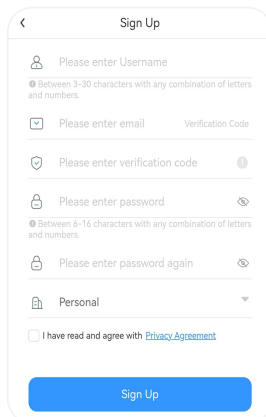 Sign Up
Please enter Username
Between 3-30 characters with any combination of letters
and numbers.
Please enter email Verification Code
Please enter verification code
Please enter password
Between 6-16 characters with any combination of letters
and numbers.
Please enter password again
Personal
I have read and agree with Privacy Agreement
Sign Up